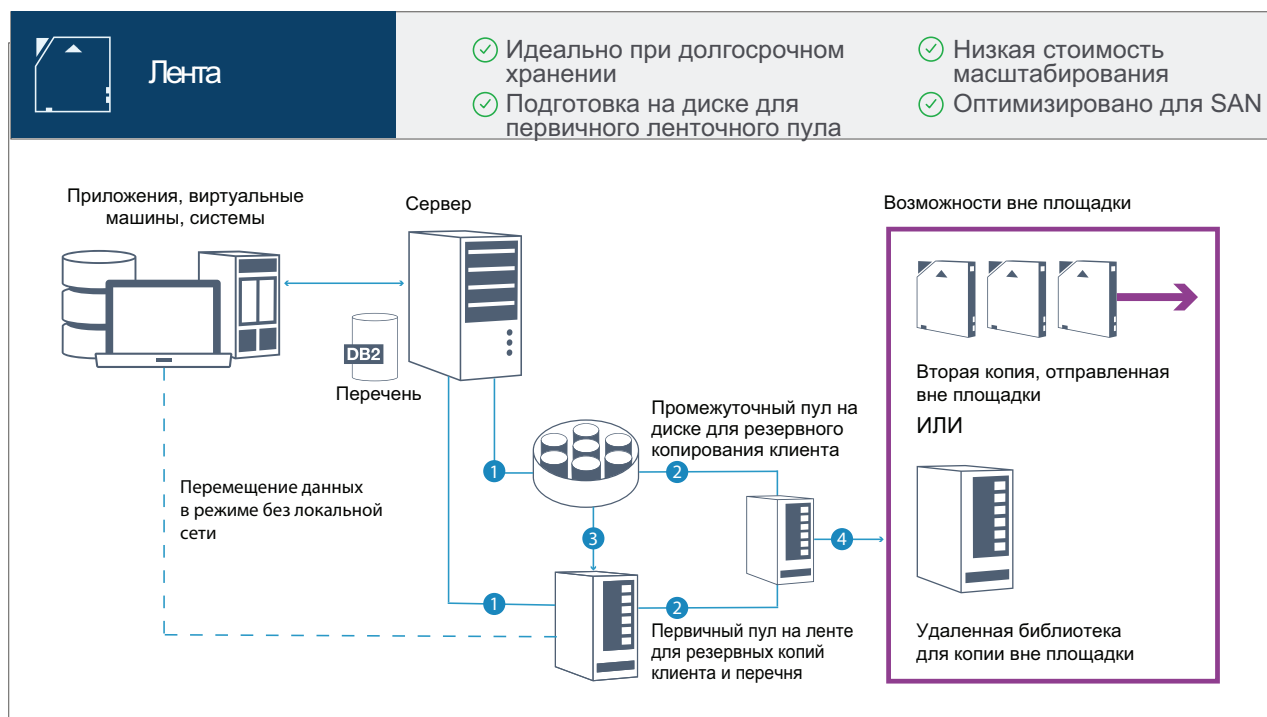 Лента
Идеально при долгосрочном
хранении
Подготовка на диске для
первичного ленточного пула
Низкая стоимость
масштабирования
Оптимизировано для SAN
Приложения, виртуальные
машины, системы
Сервер
Возможности вне площадки
DB2
Перечень
Вторая копия, отправленная
вне площадки
ИЛИ
Промежуточный пул на
диске для резервного
копирования клиента
1
2
Перемещение данных
в режиме без локальной
сети
3
4
1
2
Первичный пул на ленте
для резервных копий
клиента и перечня
Удаленная библиотека
для копии вне площадки